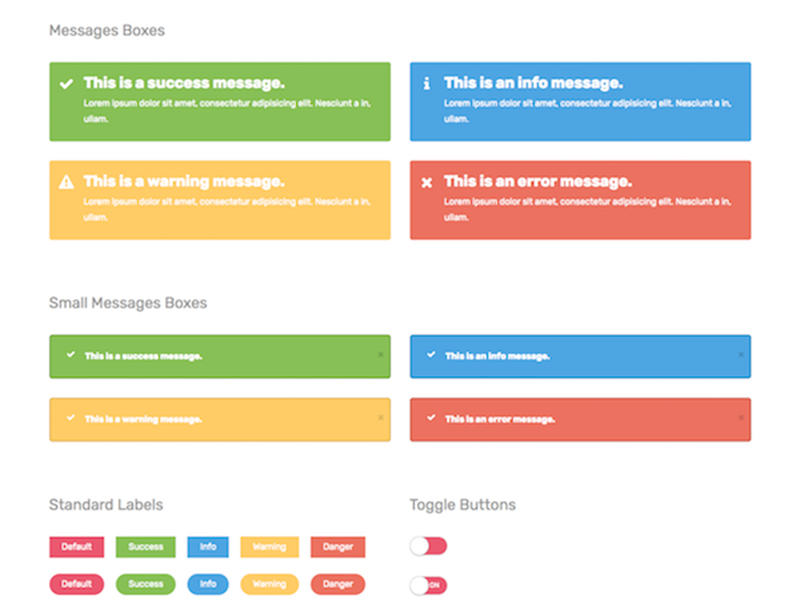 Messages Boxes
This is a success message.
Lorem ipsum dolor sit amet, consectetur adipisicing elit. Nesciunt a in,
ullam.
This is an info message.
Lorem ipsum dolor sit amet, consectetur adipisicing elit. Nesciunt a in,
ullam.
This is a warning message.
Lorem ipsum dolor sit amet, consectetur adipisicing elit. Nesciunt a in,
ullam.
This is an error message.
Lorem ipsum dolor sit amet, consectetur adipisicing elit. Nesciunt a in,
ullam.
Small Messages Boxes
This is a success message.
This is an info message.
This is a warning message.
This is an error message.
Standard Labels
Default Success Info Warning Danger
Default Success Info Warning Danger
Toggle Buttons
ON